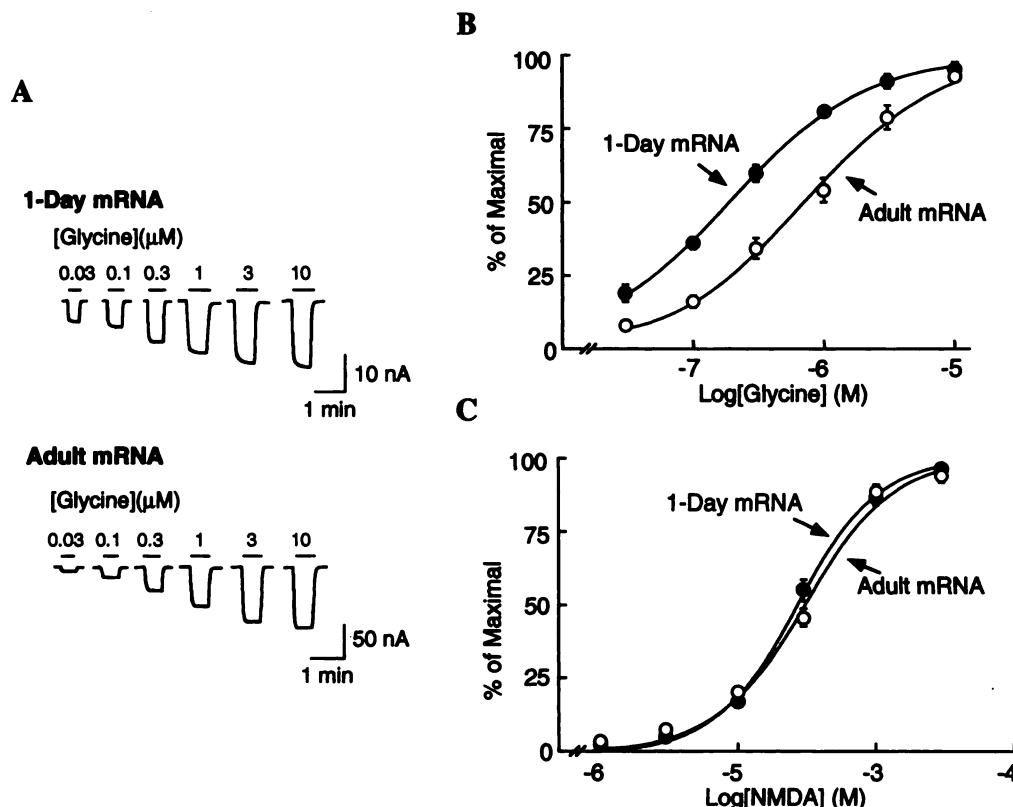 A
1-Day mRNA
[Glycine](μM)
0.03 0.1 0.3 1 3 10
10 nA
1 min
Adult mRNA
[Glycine](μM)
0.03 0.1 0.3 1 3 10
50 nA
1 min
B
% of Maximal
100
75
50
25
0
1-Day mRNA
Adult mRNA
-7 -6 -5
Log[Glycine] (M)
C
% of Maximal
100
75
50
25
0
1-Day mRNA
Adult mRNA
-6 -5 -3 -4
Log[NMDA] (M)